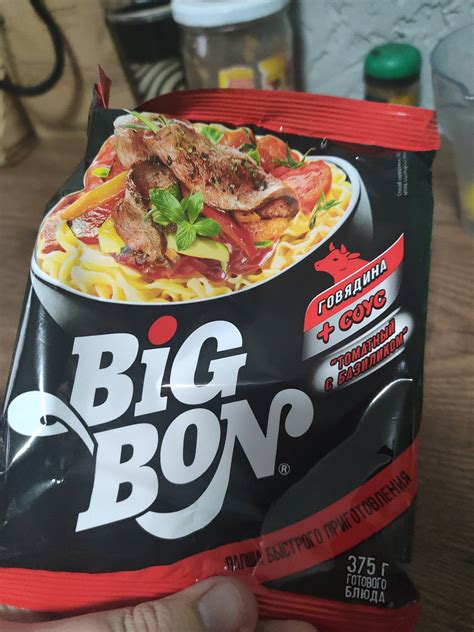 ГОВЯДИНА
+ СОУС
"ТОМАТНЫЙ
С БАЗИЛИКОМ"
BiG
BON®
ЛАПША БЫСТРОГО ПРИГОТОВЛЕНИЯ
375 г
ГОТОВОГО
БЛЮДА